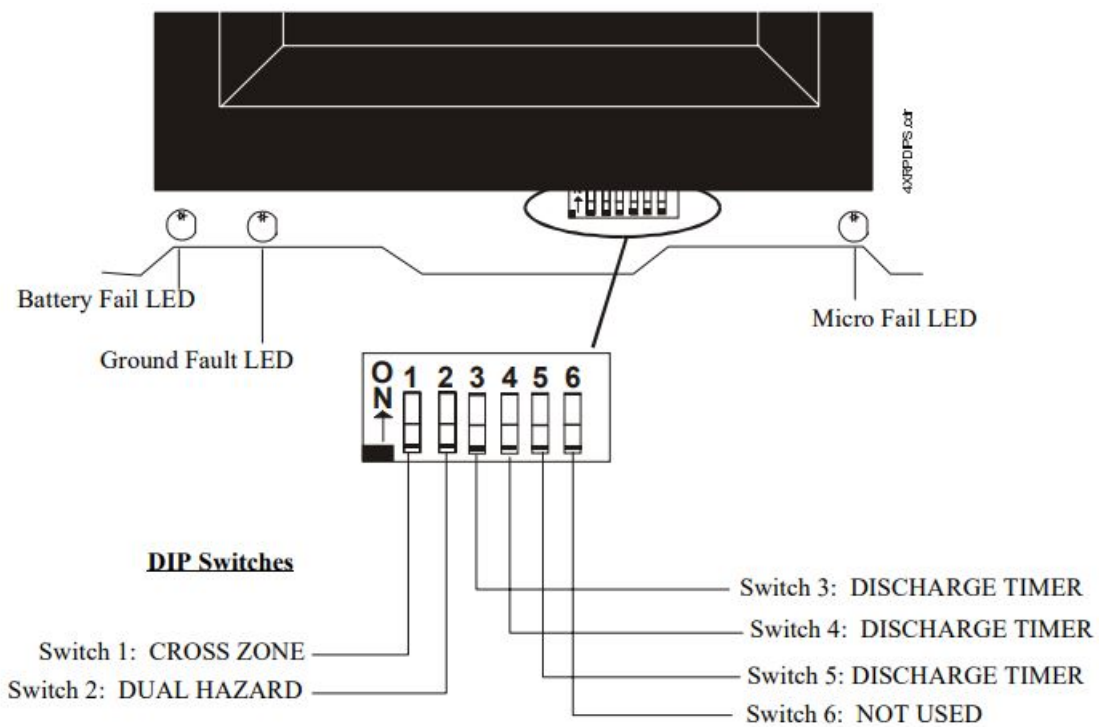 4XRPDIPS.cdr
Battery Fail LED
Ground Fault LED
Micro Fail LED
ON 1 2 3 4 5 6
DIP Switches
Switch 1: CROSS ZONE
Switch 2: DUAL HAZARD
Switch 3: DISCHARGE TIMER
Switch 4: DISCHARGE TIMER
Switch 5: DISCHARGE TIMER
Switch 6: NOT USED